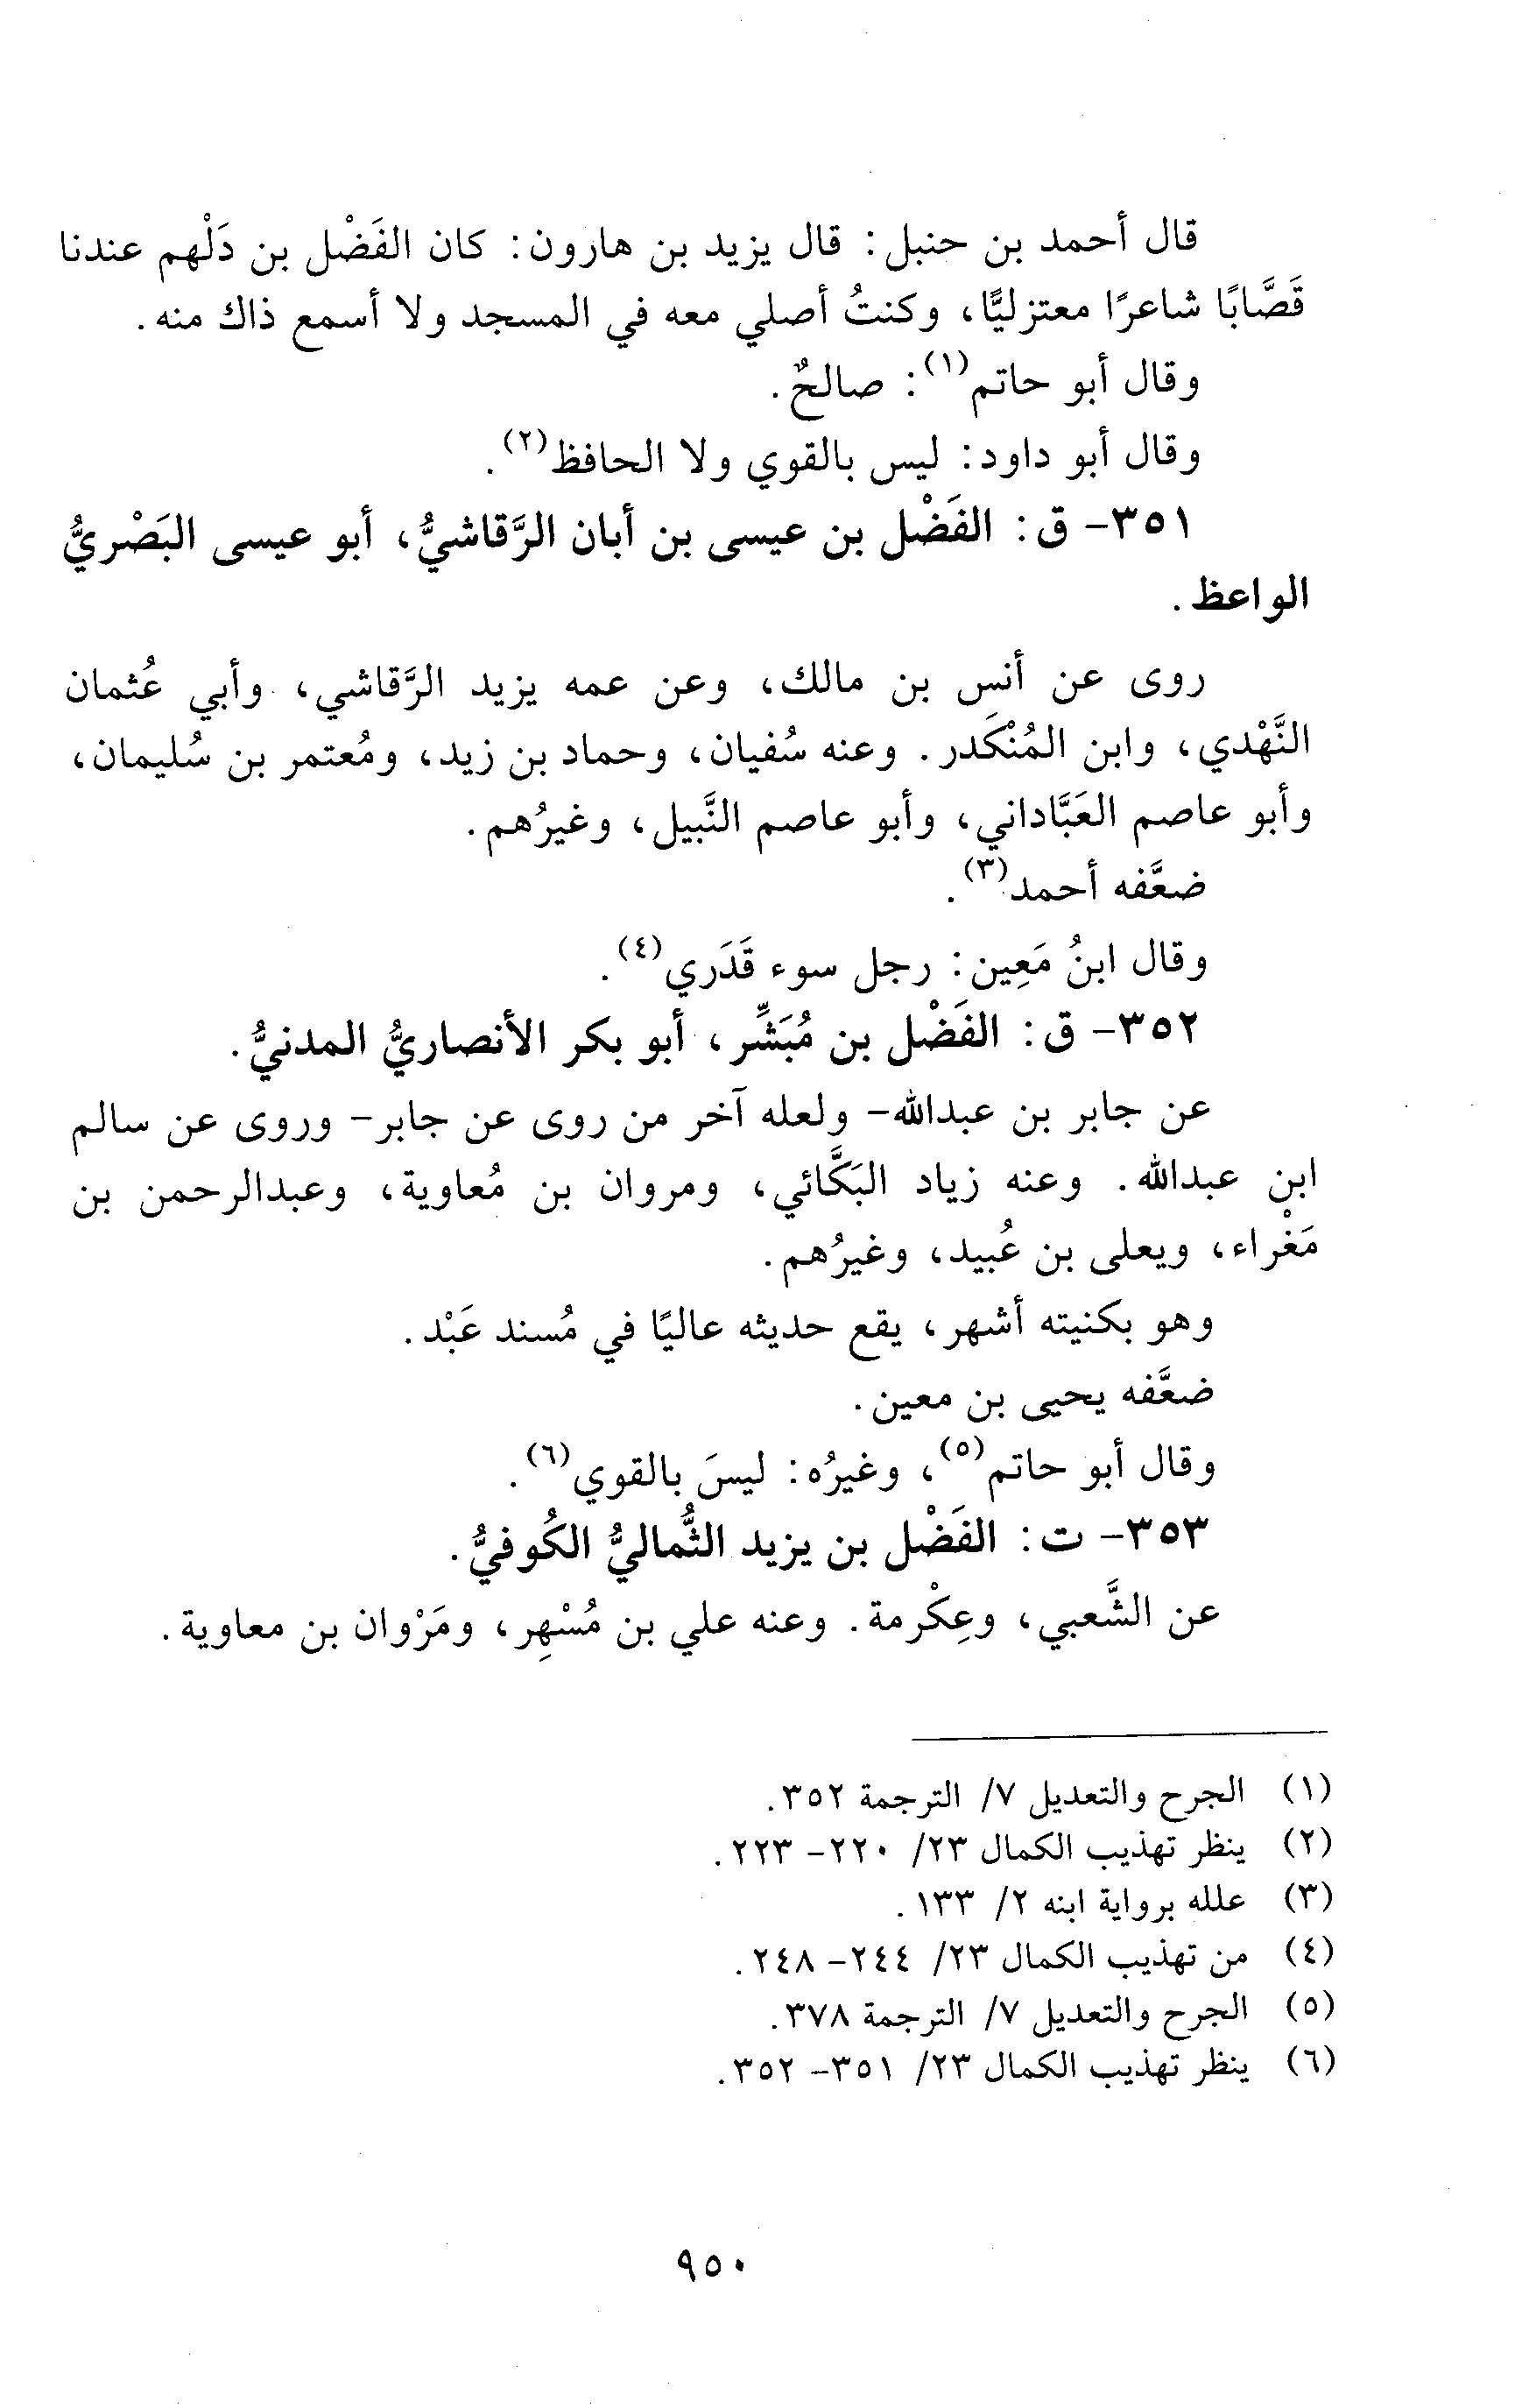 قال أحمد بن حنبل: قال يزيد بن هارون: كان الفَضْل بن دَلْهم عندنا
قَصَّابًا شاعرًا معتزليًّا، وكنتُ أصلي معه في المسجد ولا أسمع ذاك منه.
وقال أبو حاتم(١): صالحٌ.
وقال أبو داود: ليس بالقوي ولا الحافظ(٢).
٣٥١- ق: الفَضْل بن عيسى بن أبان الرَّقاشيُّ، أبو عيسى البَصْريُّ
الواعظ.
روى عن أنس بن مالك، وعن عمه يزيد الرَّقاشي، وأبي عُثمان
النَّهْدي، وابن المُنْكَدر. وعنه سُفيان، وحماد بن زيد، ومُعتمر بن سُليمان،
وأبو عاصم العَبَّاداني، وأبو عاصم النَّبيل، وغيرُهم.
ضعَّفه أحمد(٣).
وقال ابنُ مَعِين: رجل سوء قَدَري(٤).
٣٥٢- ق: الفَضْل بن مُبَشِّر، أبو بكر الأنصاريُّ المدنيُّ.
عن جابر بن عبدالله- ولعله آخر من روى عن جابر- وروى عن سالم
ابن عبدالله. وعنه زياد البَكَّائي، ومروان بن مُعاوية، وعبدالرحمن بن
مَغْراء، ويعلى بن عُبيد، وغيرُهم.
وهو بكنيته أشهر، يقع حديثه عاليًا في مُسند عَبْد.
ضعَّفه يحيى بن معين.
وقال أبو حاتم(٥)، وغيرُه: ليسَ بالقوي(٦).
٣٥٣- ت: الفَضْل بن يزيد الثُّماليُّ الكُوفيُّ.
عن الشَّعبي، وعِكْرمة. وعنه علي بن مُسْهِر، ومَرْوان بن معاوية.
(١) الجرح والتعديل ٧/ الترجمة ٣٥٢.
(٢) ينظر تهذيب الكمال ٢٣/ ٢٢٠- ٢٢٣.
(٣) علله برواية ابنه ٢/ ١٣٣.
(٤) من تهذيب الكمال ٢٣/ ٢٤٤- ٢٤٨.
(٥) الجرح والتعديل ٧/ الترجمة ٣٧٨.
(٦) ينظر تهذيب الكمال ٢٣/ ٣٥١- ٣٥٢.
٩٥٠